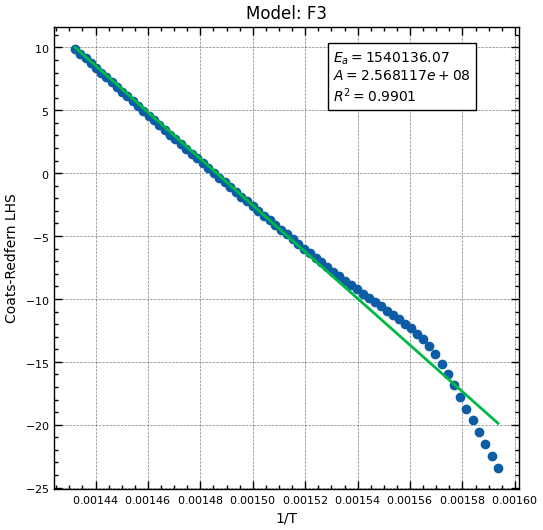 Model: F3
E_a = 1540136.07
A = 2.568117e + 08
R² = 0.9901
Coats-Redfern LHS
10
5
0
−5
−10
−15
−20
−25
0.00144 0.00146 0.00148 0.00150 0.00152 0.00154 0.00156 0.00158 0.00160
1/T